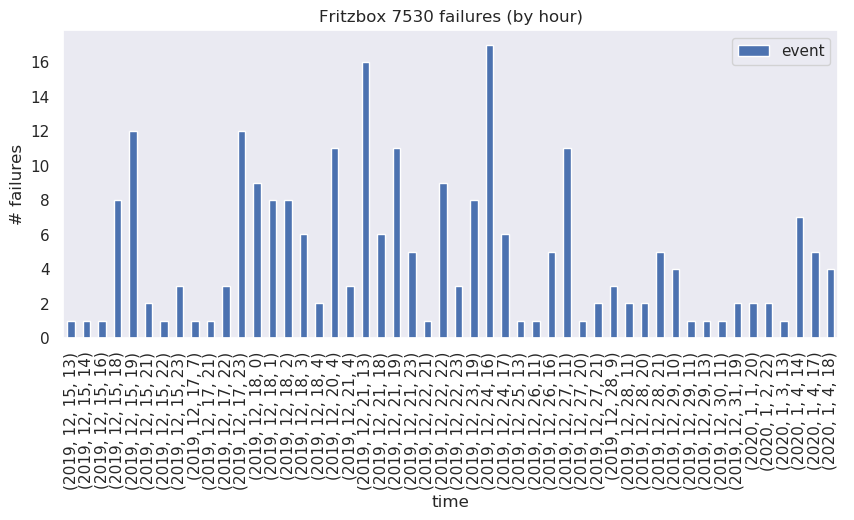 Fritzbox 7530 failures (by hour)
event
# failures
16
14
12
10
8
6
4
2
0
(2019, 12, 15, 13)
(2019, 12, 15, 14)
(2019, 12, 15, 16)
(2019, 12, 15, 18)
(2019, 12, 15, 19)
(2019, 12, 15, 21)
(2019, 12, 15, 22)
(2019, 12, 15, 23)
(2019, 12, 17, 7)
(2019, 12, 17, 21)
(2019, 12, 17, 22)
(2019, 12, 17, 23)
(2019, 12, 18, 0)
(2019, 12, 18, 1)
(2019, 12, 18, 2)
(2019, 12, 18, 3)
(2019, 12, 18, 4)
(2019, 12, 20, 4)
(2019, 12, 21, 4)
(2019, 12, 21, 13)
(2019, 12, 21, 18)
(2019, 12, 21, 19)
(2019, 12, 21, 23)
(2019, 12, 22, 21)
(2019, 12, 22, 22)
(2019, 12, 22, 23)
(2019, 12, 23, 19)
(2019, 12, 24, 16)
(2019, 12, 24, 17)
(2019, 12, 25, 13)
(2019, 12, 26, 11)
(2019, 12, 26, 16)
(2019, 12, 27, 11)
(2019, 12, 27, 20)
(2019, 12, 27, 21)
(2019, 12, 28, 9)
(2019, 12, 28, 11)
(2019, 12, 28, 20)
(2019, 12, 28, 21)
(2019, 12, 29, 10)
(2019, 12, 29, 11)
(2019, 12, 29, 13)
(2019, 12, 30, 11)
(2019, 12, 31, 19)
(2020, 1, 1, 20)
(2020, 1, 2, 22)
(2020, 1, 3, 13)
(2020, 1, 4, 14)
(2020, 1, 4, 17)
(2020, 1, 4, 18)
time